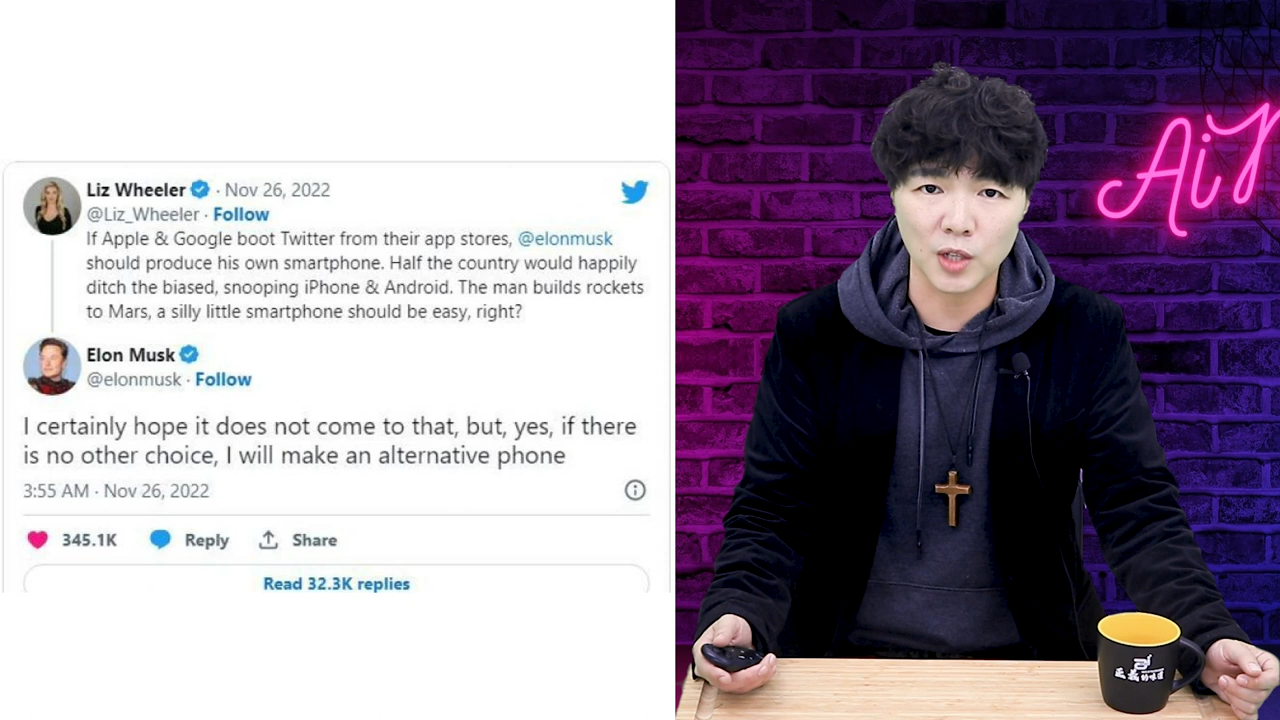 Liz Wheeler · Nov 26, 2022
@Liz_Wheeler · Follow
If Apple & Google boot Twitter from their app stores, @elonmusk
should produce his own smartphone. Half the country would happily
ditch the biased, snooping iPhone & Android. The man builds rockets
to Mars, a silly little smartphone should be easy, right?
Elon Musk
@elonmusk · Follow
I certainly hope it does not come to that, but, yes, if there
is no other choice, I will make an alternative phone
3:55 AM · Nov 26, 2022
345.1K Reply Share
Read 32.3K replies
Ai